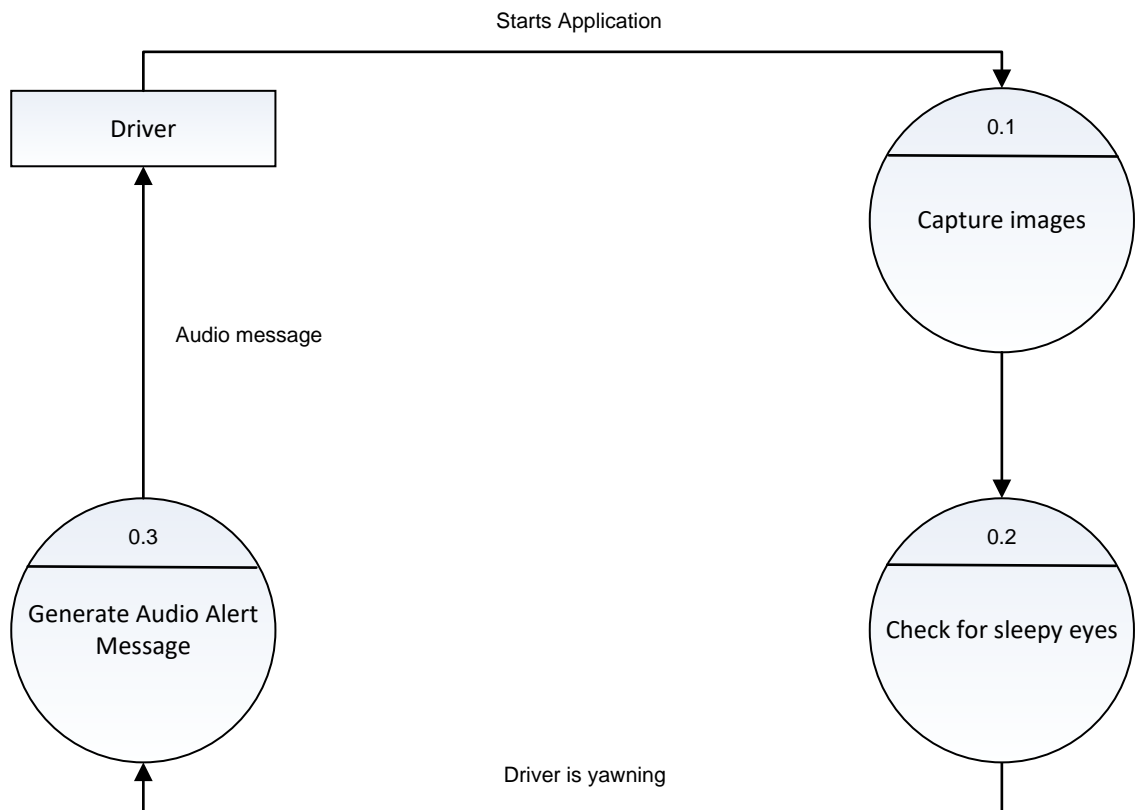 Starts Application
Driver
0.1
Capture images
Audio message
0.3
Generate Audio Alert
Message
0.2
Check for sleepy eyes
Driver is yawning